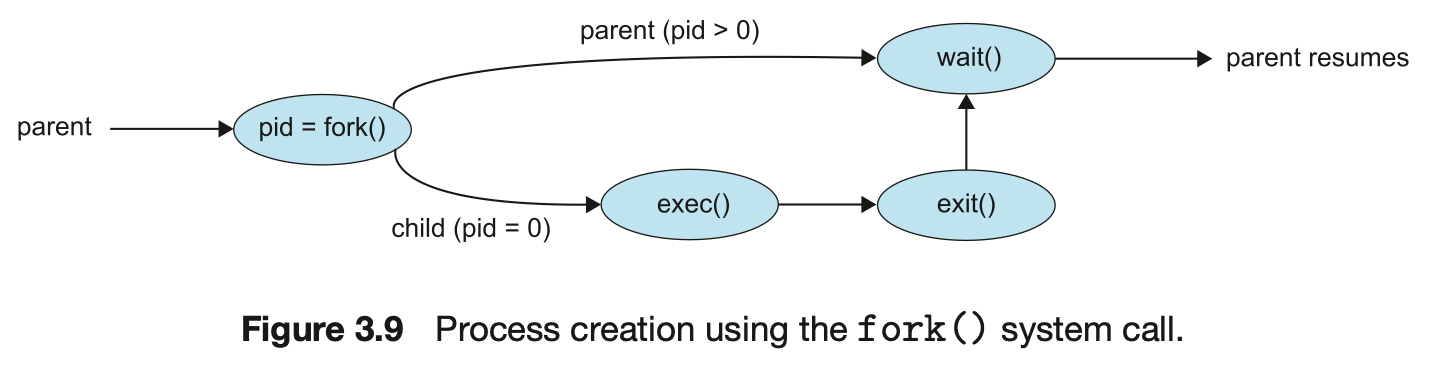 parent (pid > 0)
wait()
parent resumes
parent
pid = fork()
exec()
exit()
child (pid = 0)
Figure 3.9 Process creation using the fork() system call.